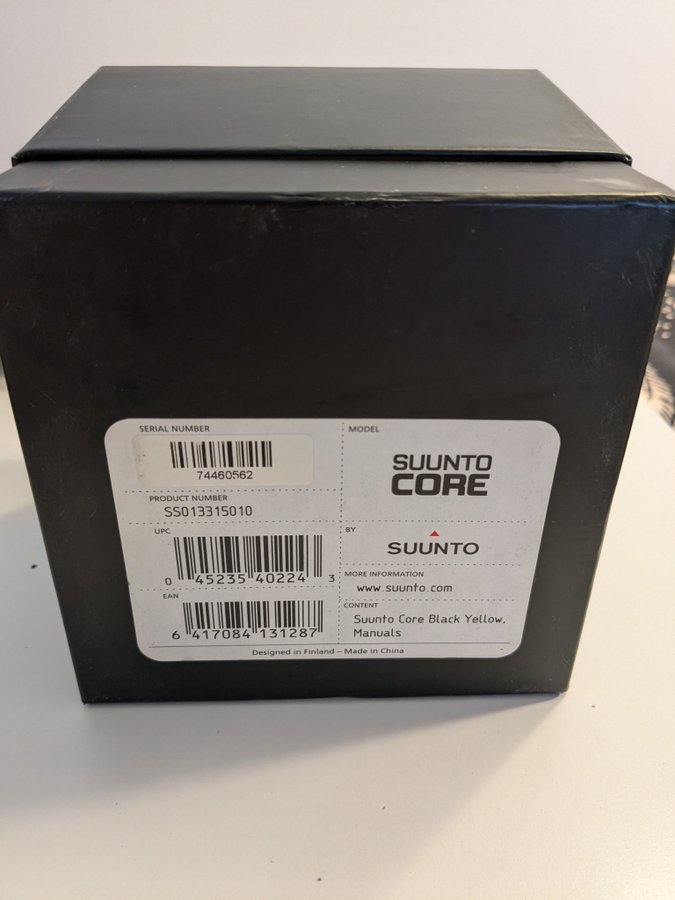 SERIAL NUMBER
74460562
PRODUCT NUMBER
SS013315010
UPC
0 45235 40224 3
EAN
6 417084 131287
MODEL
SUUNTO
CORE
BY
SUUNTO
MORE INFORMATION
www.suunto.com
CONTENT
Suunto Core Black Yellow,
Manuals
Designed in Finland – Made in China